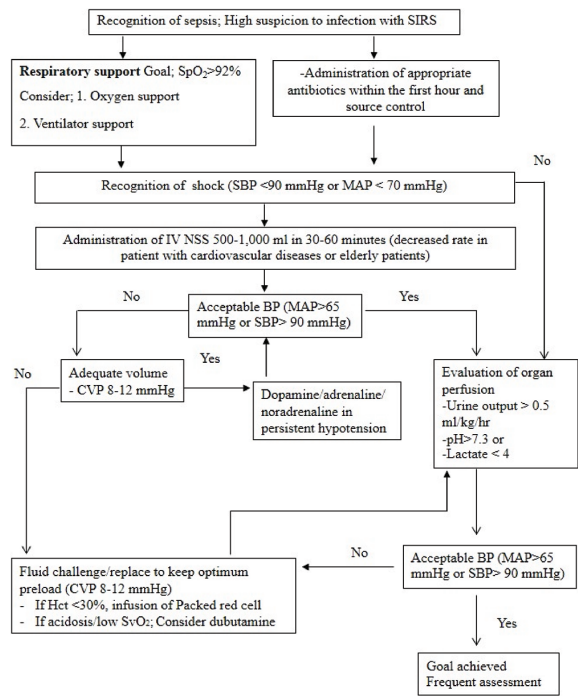 Recognition of sepsis; High suspicion to infection with SIRS
Respiratory support Goal; SpO₂>92%
Consider; 1. Oxygen support
2. Ventilator support
-Administration of appropriate
antibiotics within the first hour and
source control
No
Recognition of shock (SBP <90 mmHg or MAP < 70 mmHg)
Administration of IV NSS 500-1,000 ml in 30-60 minutes (decreased rate in
patient with cardiovascular diseases or elderly patients)
No
Acceptable BP (MAP>65
mmHg or SBP> 90 mmHg)
Yes
No
Adequate volume
- CVP 8-12 mmHg
Yes
Dopamine/adrenaline/
noradrenaline in
persistent hypotension
Evaluation of organ
perfusion
-Urine output > 0.5
ml/kg/hr
-pH>7.3 or
-Lactate < 4
Fluid challenge/replace to keep optimum
preload (CVP 8-12 mmHg)
- If Hct <30%, infusion of Packed red cell
- If acidosis/low SvO₂; Consider dubutamine
No
Acceptable BP (MAP>65
mmHg or SBP> 90 mmHg)
Yes
Goal achieved
Frequent assessment